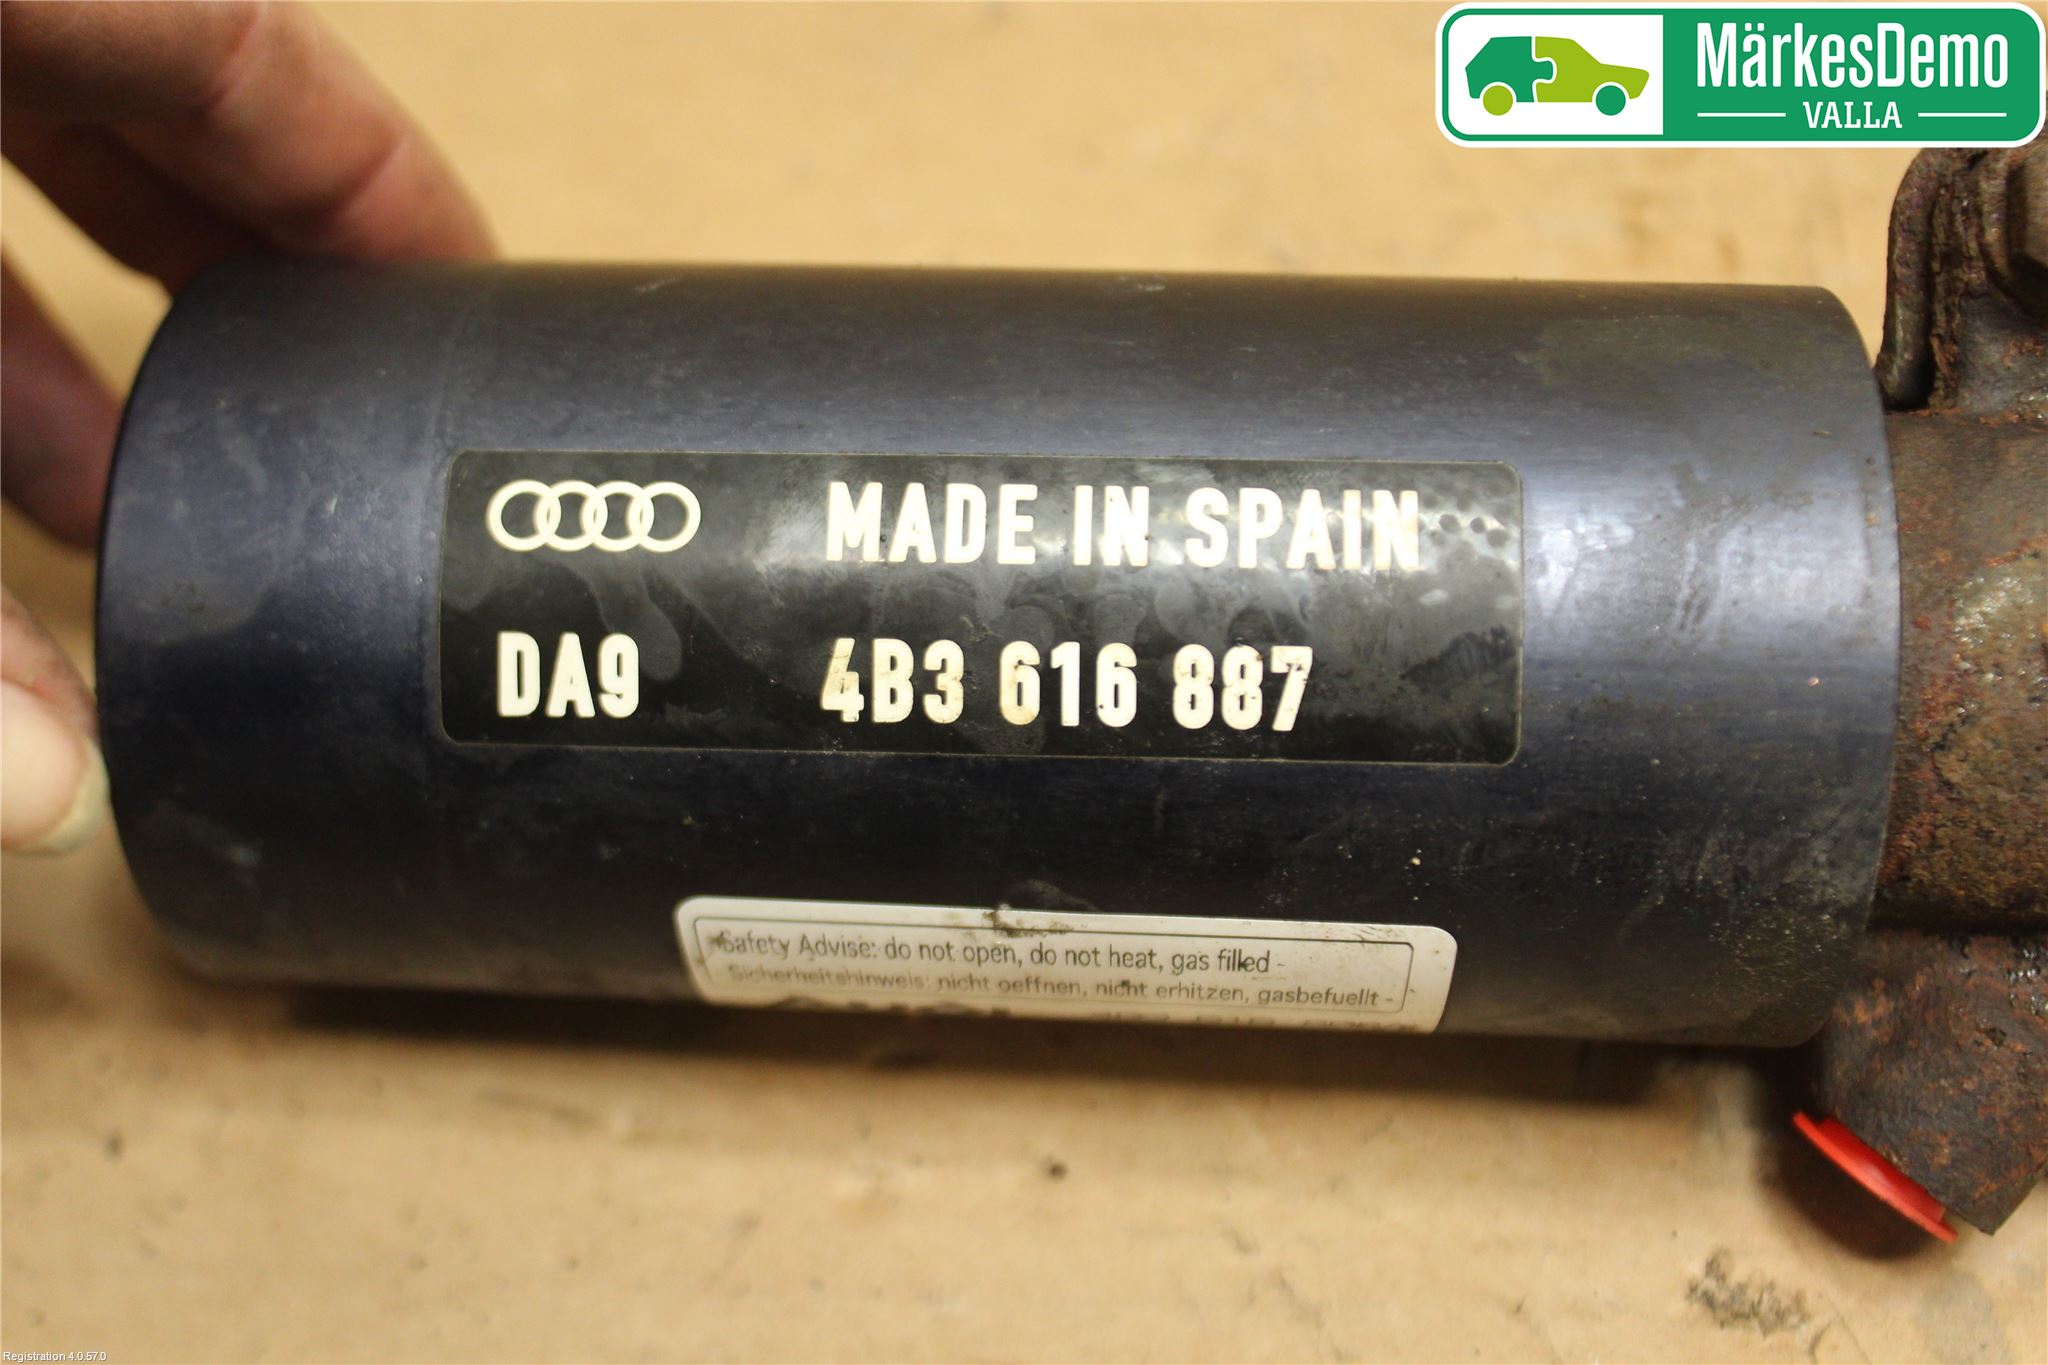 MärkesDemo
VALLA
MADE IN SPAIN
DA9 4B3 616 887
Safety Advise: do not open, do not heat, gas filled -
Sicherheitshinweis: nicht oeffnen, nicht erhitzen, gasbefuellt -
Registration 4.0.57.0